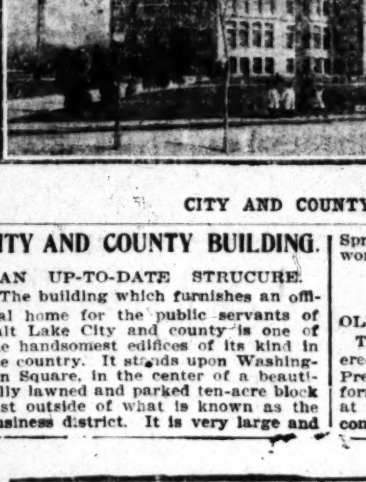 CITY AND COUNTY
ITY AND COUNTY BUILDING.
AN UP-TO-DATE STRUCURE.
The building which furnishes an offi-
al home for the public servants of
alt Lake City and county is one of
e handsomest edifices of its kind in
e country. It stands upon Washing-
n Square, in the center of a beauti-
lly lawned and parked ten-acre block
st outside of what is known as the
usiness district. It is very large and
Spr
wor
OL
T
ere
Pre
for
at
con